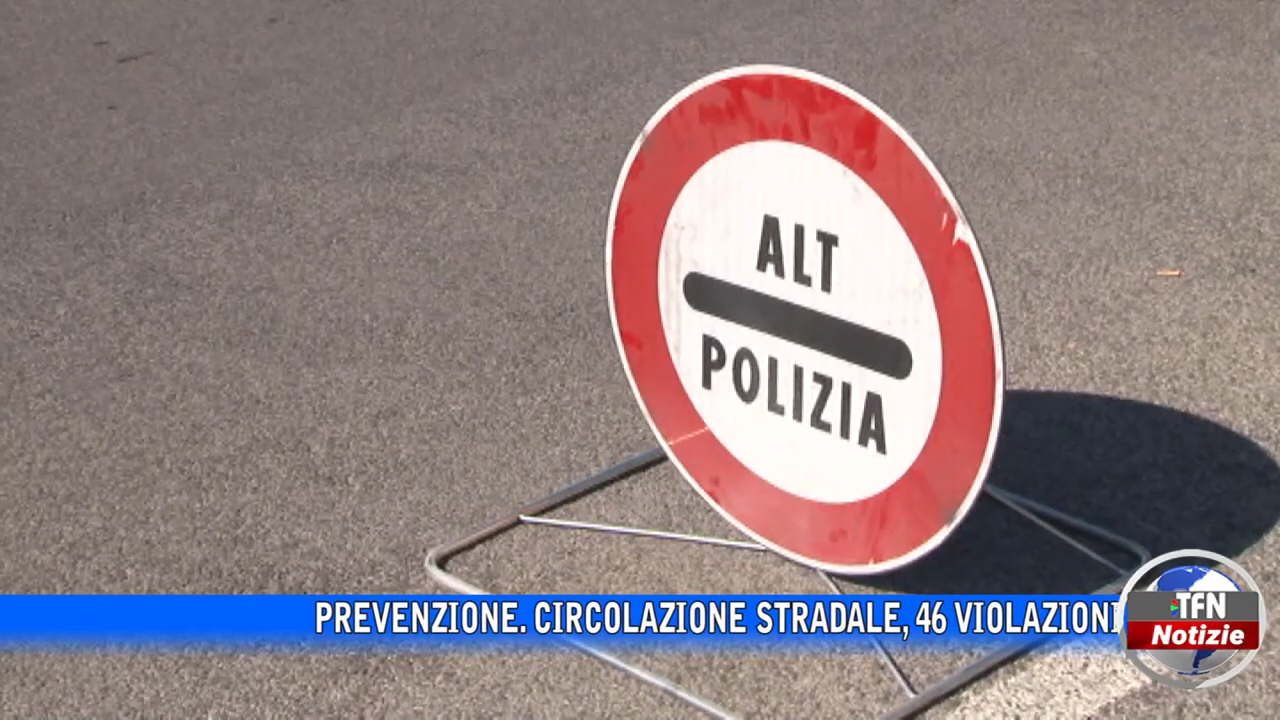 ALT
POLIZIA
PREVENZIONE. CIRCOLAZIONE STRADALE, 46 VIOLAZIONI
TFN
Notizie